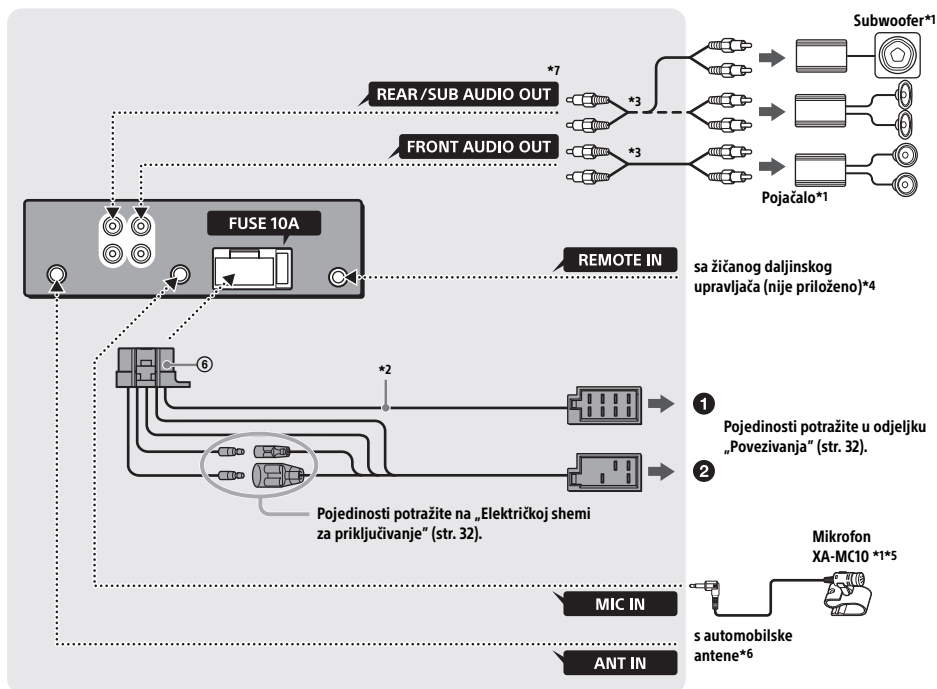 Subwoofer*1
*7
REAR/SUB AUDIO OUT
*3
FRONT AUDIO OUT
*3
Pojačalo*1
FUSE 10A
REMOTE IN
sa žičanog daljinskog
upravljača (nije priloženo)*4
⑥
*2
❶
Pojedinosti potražite u odjeljku
„Povezivanja” (str. 32).
❷
Pojedinosti potražite na „Električkoj shemi
za priključivanje” (str. 32).
Mikrofon
XA-MC10 *1*5
MIC IN
s automobilske
antene*6
ANT IN